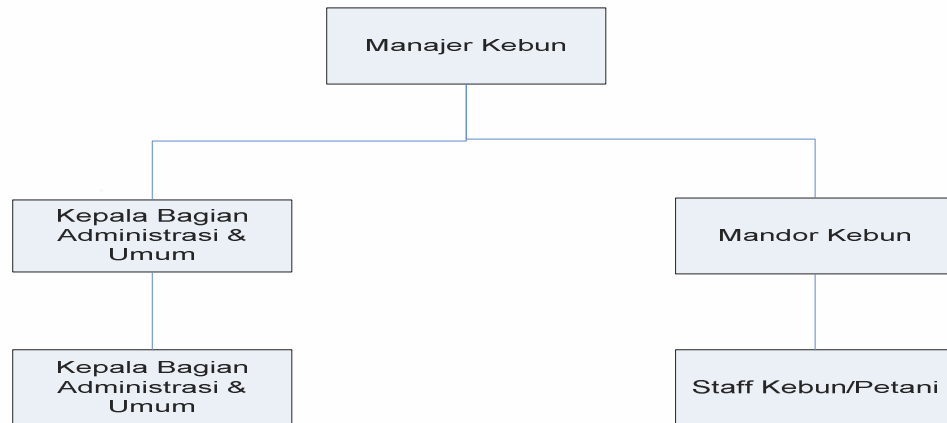 Manajer Kebun
Kepala Bagian
Administrasi &
Umum
Mandor Kebun
Kepala Bagian
Administrasi &
Umum
Staff Kebun/Petani